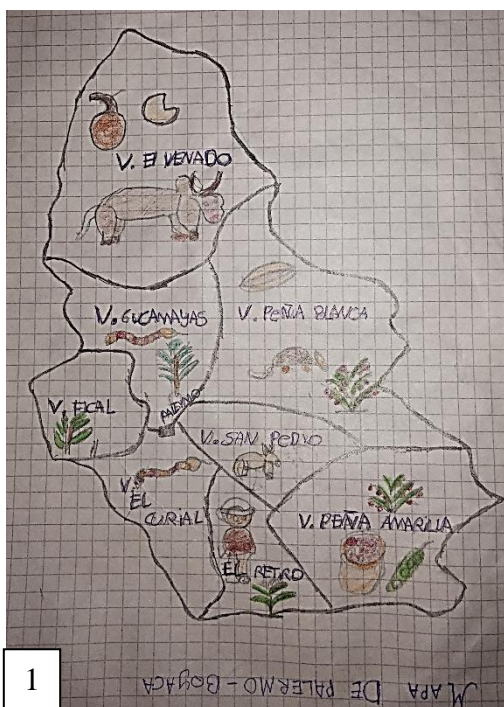 V. El VENADO
V. GUCAMAYAS
V. PEÑA BLANCA
V. FICAL
PALERMO
V. SAN PEDRO
V.
EL
CURIAL
V. PEÑA AMARILLA
EL RETIRO
MAPA DE PALERMO - BOYACA
1